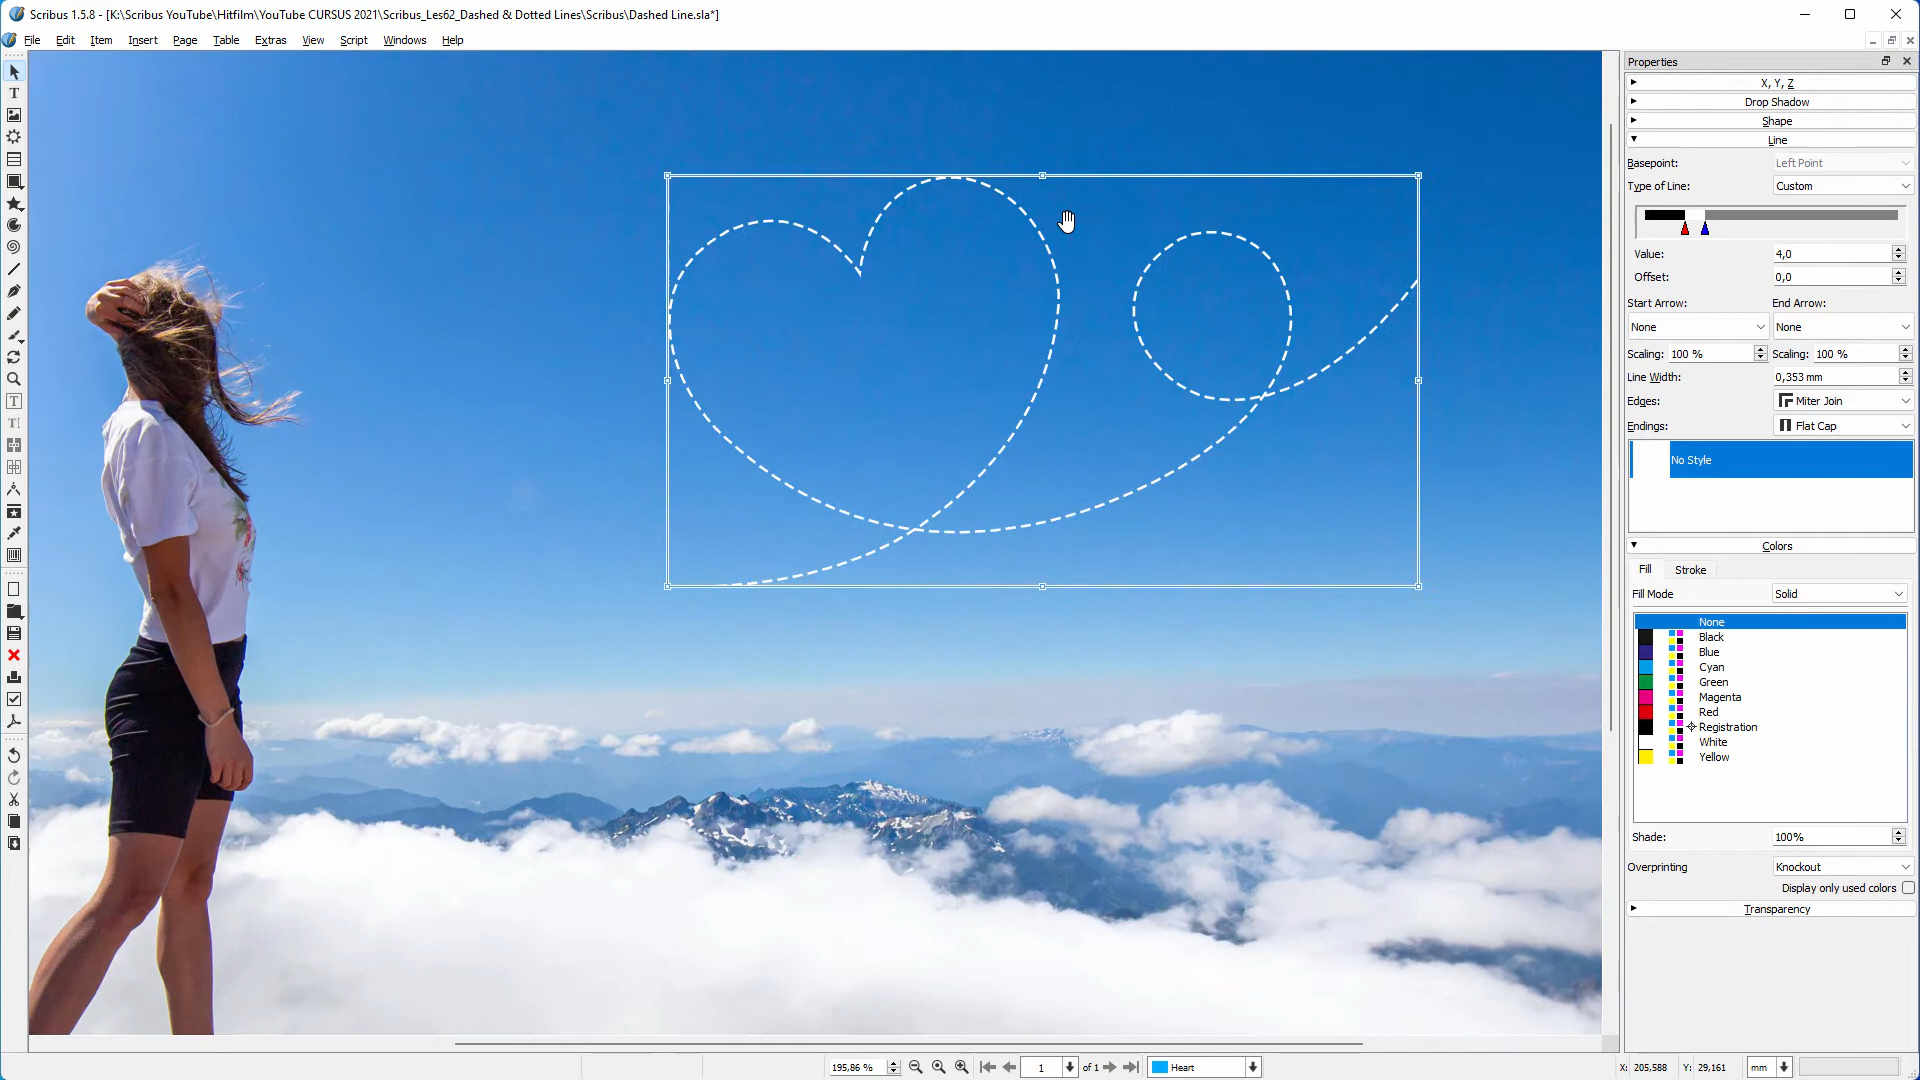 Scribus 1.5.8 - [K:\Scribus YouTube\Hitfilm\YouTube CURSUS 2021\Scribus_Les62_Dashed & Dotted Lines\Scribus\Dashed Line.sla*]
File Edit Item Insert Page Table Extras View Script Windows Help
Properties
X, Y, Z
Drop Shadow
Shape
Line
Basepoint: Left Point
Type of Line: Custom
Value: 4,0
Offset: 0,0
Start Arrow: End Arrow:
None None
Scaling: 100 % Scaling: 100 %
Line Width: 0,353 mm
Edges: Miter Join
Endings: Flat Cap
No Style
Colors
Fill Stroke
Fill Mode Solid
None
Black
Blue
Cyan
Green
Magenta
Red
Registration
White
Yellow
Shade: 100%
Overprinting Knockout
Display only used colors
Transparency
195,86 % 1 of 1 Heart X: 205,588 Y: 29,161 mm